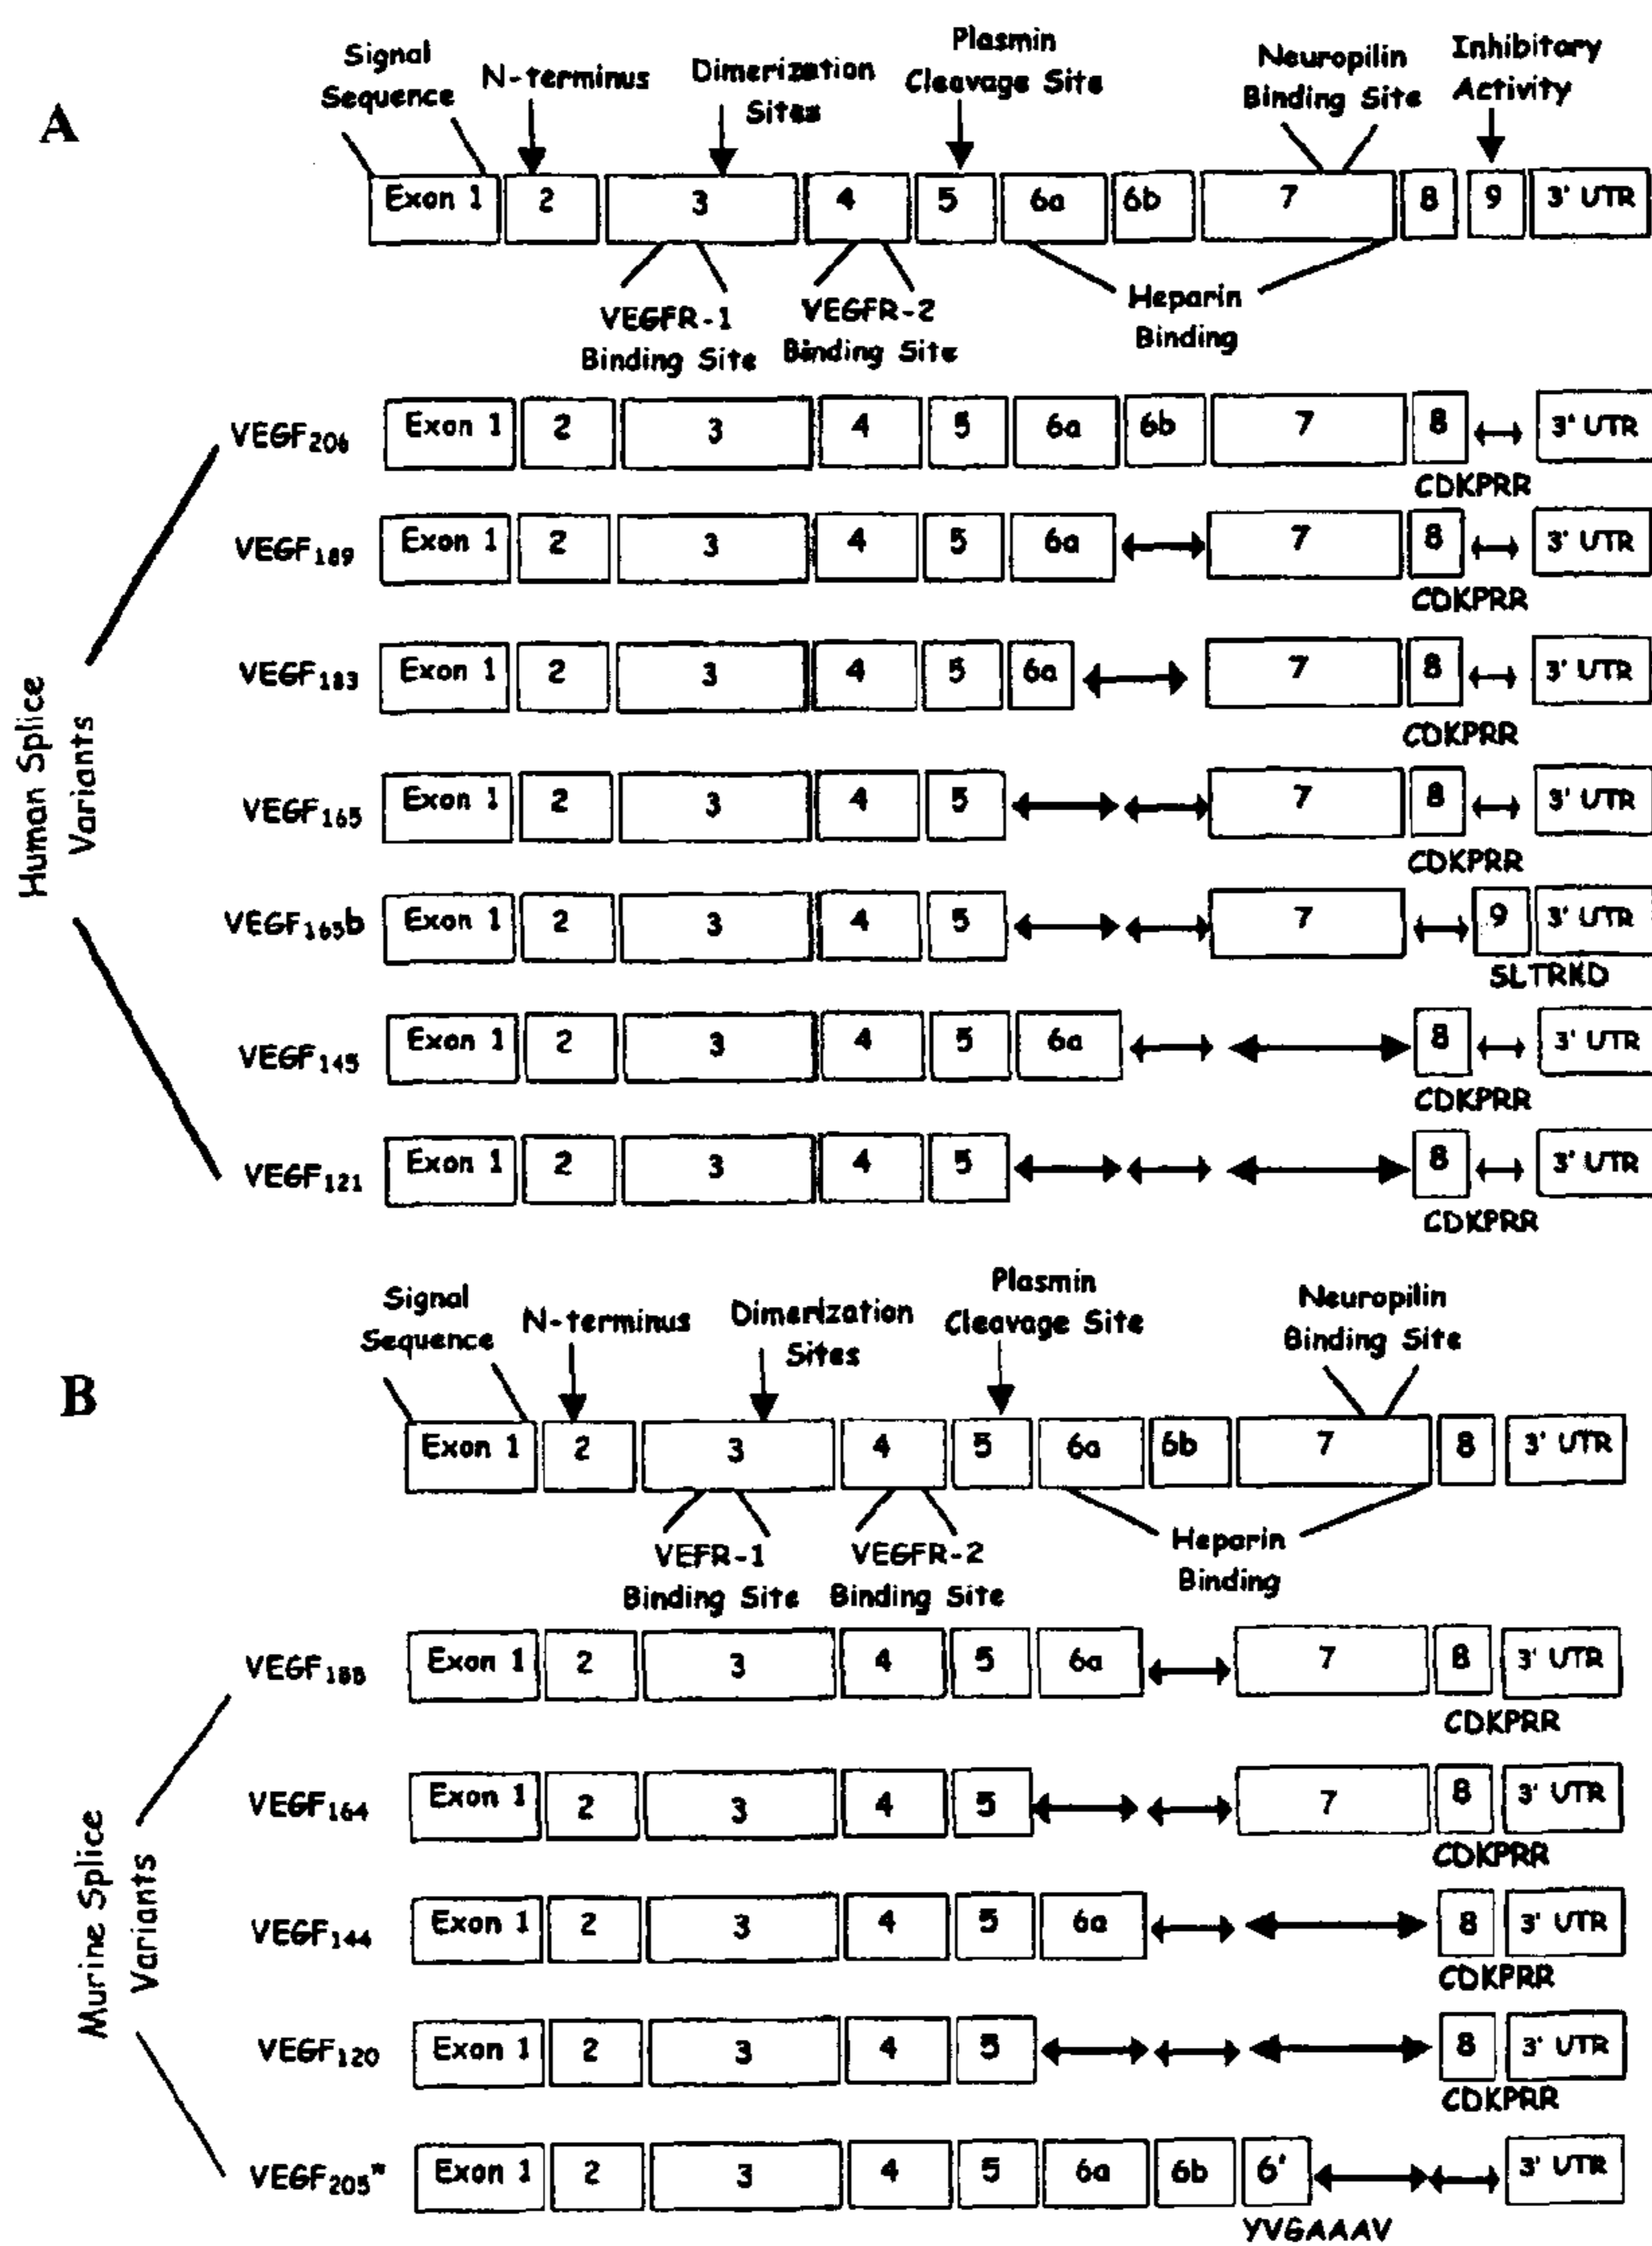 A
Signal
Sequence
N-terminus
Dimerization
Sites
Plasmin
Cleavage Site
Neuropilin
Binding Site
Inhibitory
Activity
Exon 1 2 3 4 5 6a 6b 7 8 9 3' UTR
VEGFR-1
Binding Site
VEGFR-2
Binding Site
Heparin
Binding
Human Splice
Variants
VEGF206 Exon 1 2 3 4 5 6a 6b 7 8 3' UTR
CDKPRR
VEGF189 Exon 1 2 3 4 5 6a 7 8 3' UTR
CDKPRR
VEGF183 Exon 1 2 3 4 5 6a 7 8 3' UTR
CDKPRR
VEGF165 Exon 1 2 3 4 5 7 8 3' UTR
CDKPRR
VEGF165b Exon 1 2 3 4 5 7 9 3' UTR
SLTRKD
VEGF145 Exon 1 2 3 4 5 6a 8 3' UTR
CDKPRR
VEGF121 Exon 1 2 3 4 5 8 3' UTR
CDKPRR
B
Signal
Sequence
N-terminus
Dimerization
Sites
Plasmin
Cleavage Site
Neuropilin
Binding Site
Exon 1 2 3 4 5 6a 6b 7 8 3' UTR
VEFR-1
Binding Site
VEGFR-2
Binding Site
Heparin
Binding
Murine Splice
Variants
VEGF188 Exon 1 2 3 4 5 6a 7 8 3' UTR
CDKPRR
VEGF164 Exon 1 2 3 4 5 7 8 3' UTR
CDKPRR
VEGF144 Exon 1 2 3 4 5 6a 8 3' UTR
CDKPRR
VEGF120 Exon 1 2 3 4 5 8 3' UTR
CDKPRR
VEGF205* Exon 1 2 3 4 5 6a 6b 6' 3' UTR
YVGAAAV